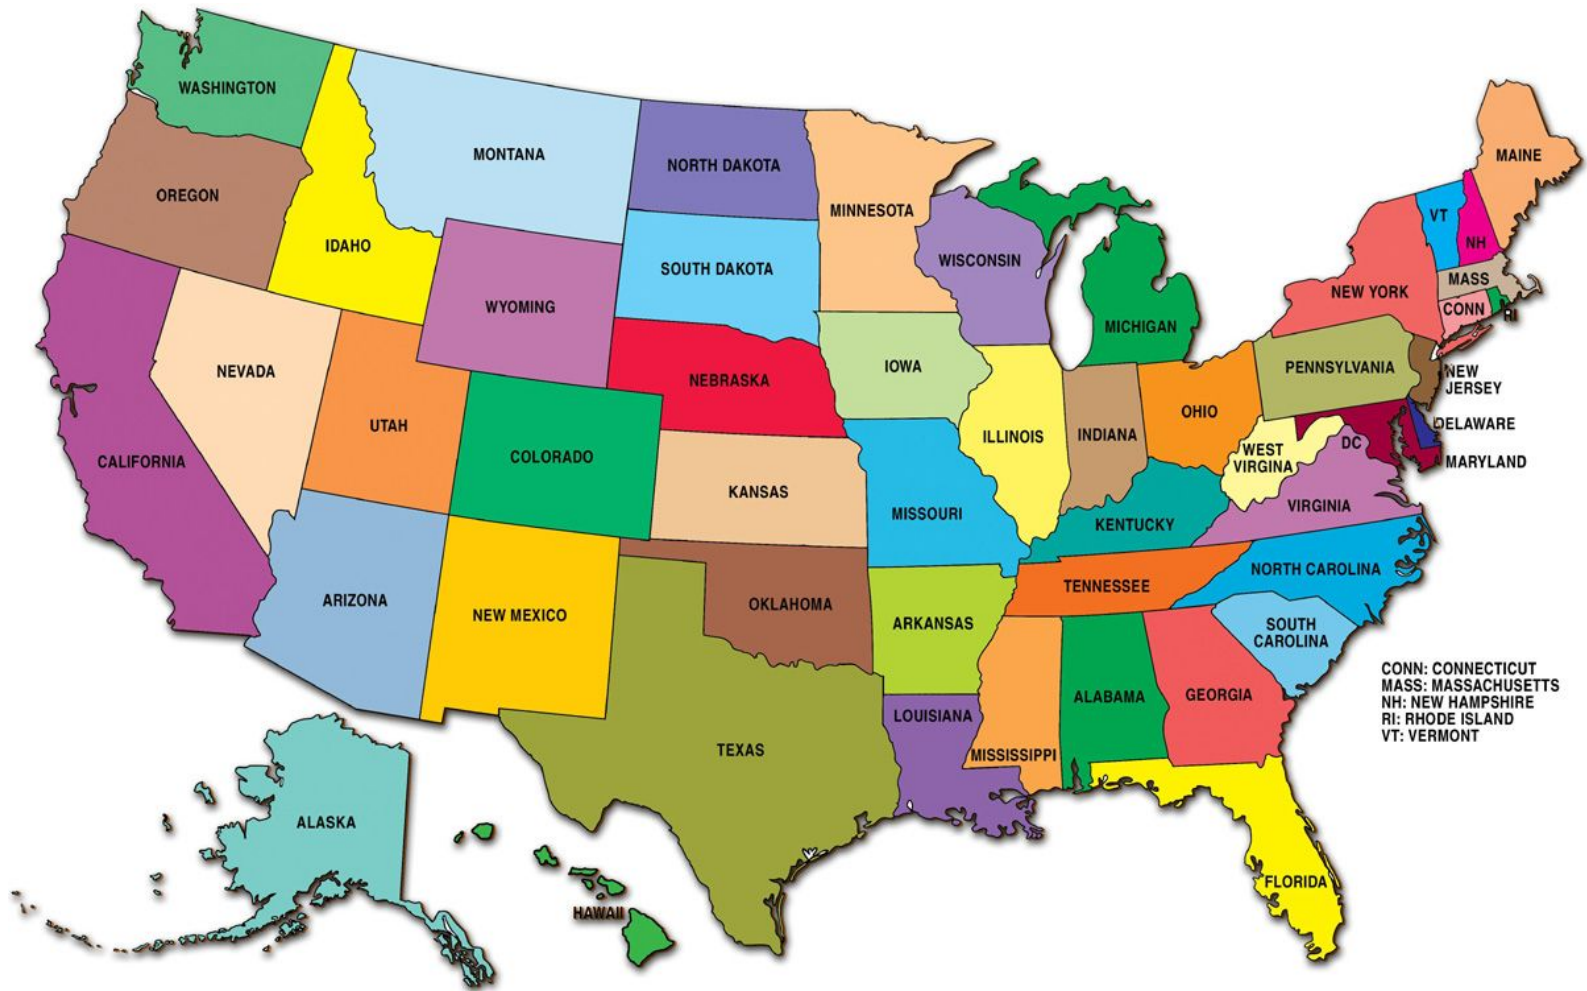 WASHINGTON
OREGON
IDAHO
MONTANA
NORTH DAKOTA
MINNESOTA
SOUTH DAKOTA
WYOMING
WISCONSIN
MICHIGAN
MAINE
VT
NH
MASS
NEW YORK
CONN
RI
CALIFORNIA
NEVADA
UTAH
COLORADO
NEBRASKA
IOWA
ILLINOIS
INDIANA
OHIO
PENNSYLVANIA
NEW
JERSEY
DELAWARE
MARYLAND
DC
WEST
VIRGINA
VIRGINIA
KANSAS
MISSOURI
KENTUCKY
ARIZONA
NEW MEXICO
OKLAHOMA
ARKANSAS
TENNESSEE
NORTH CAROLINA
SOUTH
CAROLINA
TEXAS
LOUISIANA
MISSISSIPPI
ALABAMA
GEORGIA
FLORIDA
ALASKA
HAWAII
CONN: CONNECTICUT
MASS: MASSACHUSETTS
NH: NEW HAMPSHIRE
RI: RHODE ISLAND
VT: VERMONT